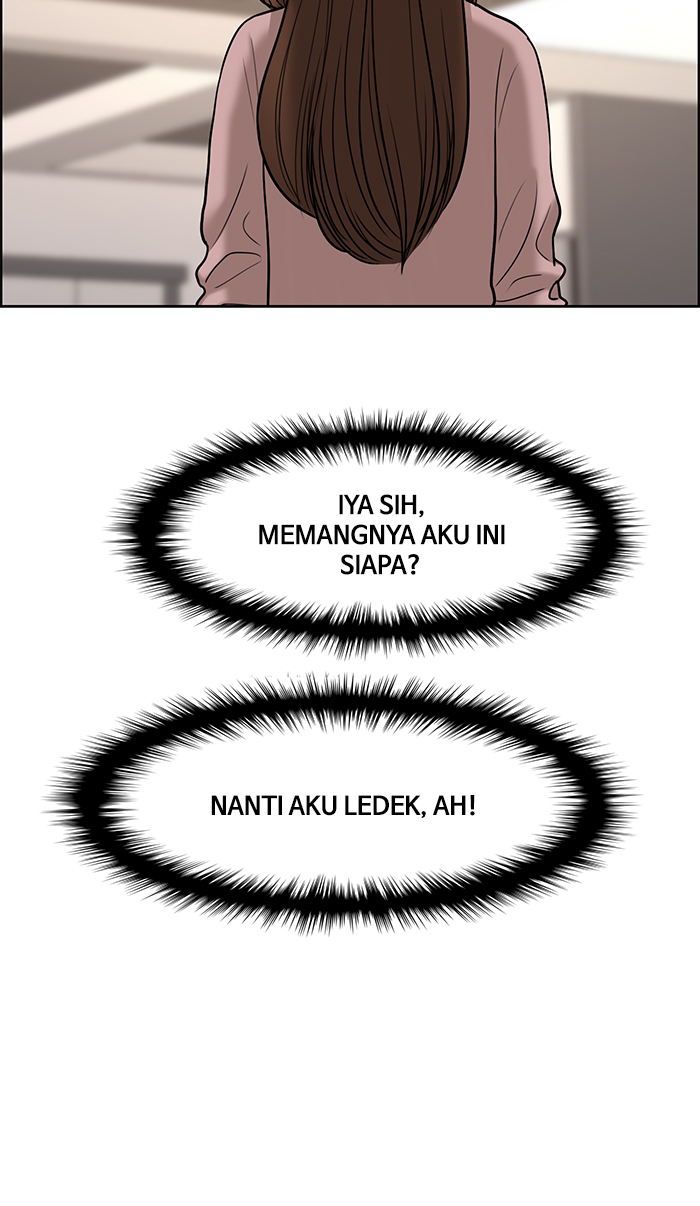 IYA SIH,
MEMANGNYA AKU INI
SIAPA?
NANTI AKU LEDEK, AH!